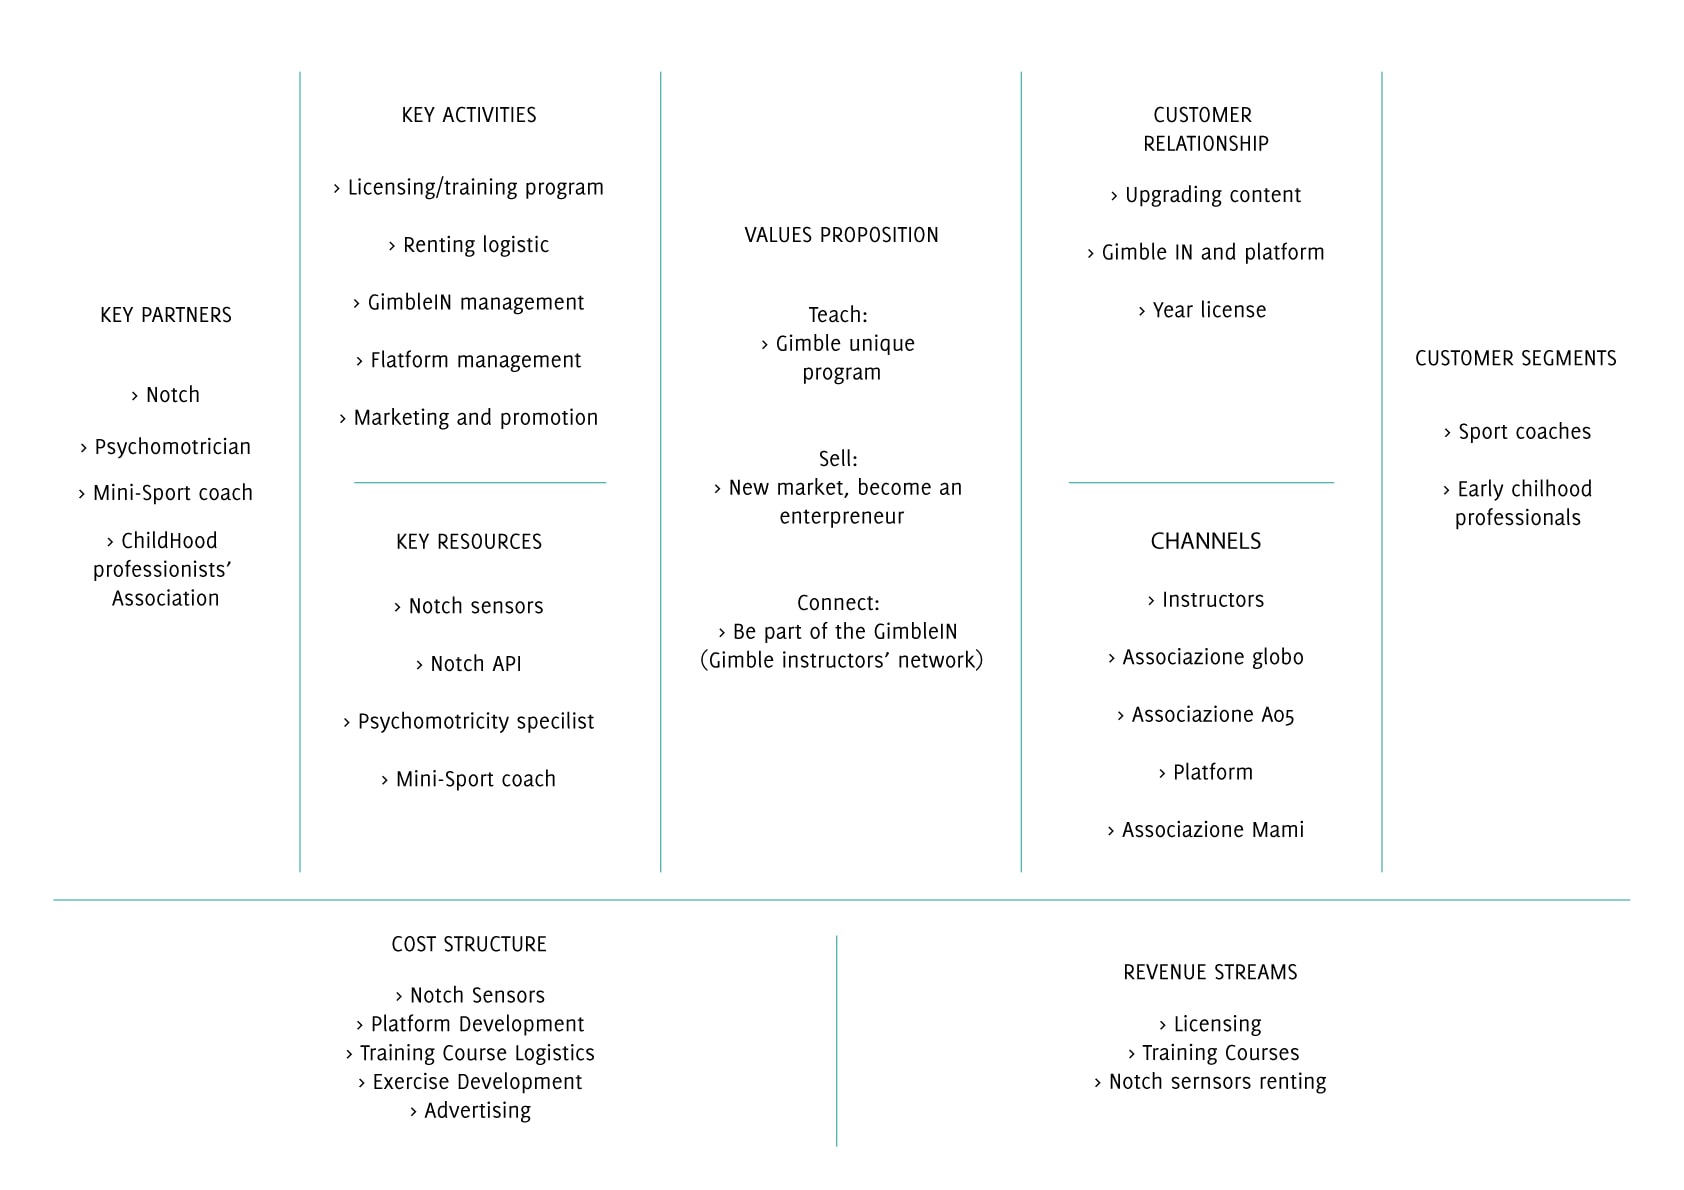 KEY PARTNERS
› Notch
› Psychomotrician
› Mini-Sport coach
› ChildHood
professionists’
Association
KEY ACTIVITIES
› Licensing/training program
› Renting logistic
› GimbleIN management
› Flatform management
› Marketing and promotion
KEY RESOURCES
› Notch sensors
› Notch API
› Psychomotricity specilist
› Mini-Sport coach
VALUES PROPOSITION
Teach:
› Gimble unique
program
Sell:
› New market, become an
enterpreneur
Connect:
› Be part of the GimbleIN
(Gimble instructors’ network)
CUSTOMER
RELATIONSHIP
› Upgrading content
› Gimble IN and platform
› Year license
CHANNELS
› Instructors
› Associazione globo
› Associazione A05
› Platform
› Associazione Mami
CUSTOMER SEGMENTS
› Sport coaches
› Early chilhood
professionals
COST STRUCTURE
› Notch Sensors
› Platform Development
› Training Course Logistics
› Exercise Development
› Advertising
REVENUE STREAMS
› Licensing
› Training Courses
› Notch sernsors renting